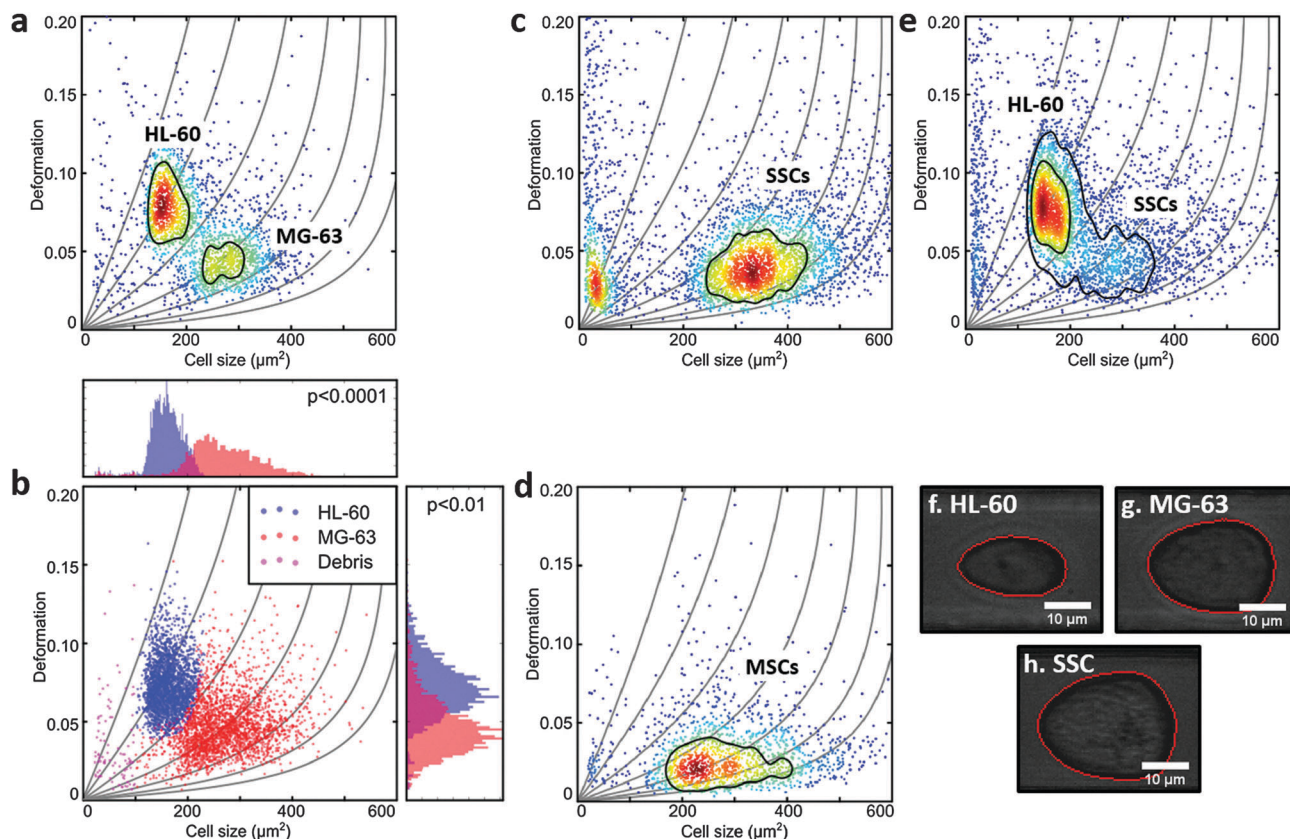 a
0.20
0.15
0.10
0.05
0
Deformation
HL-60
MG-63
0
200
400
600
Cell size (µm²)
c
0.20
0.15
0.10
0.05
0
Deformation
SSCs
0
200
400
600
Cell size (µm²)
e
0.20
0.15
0.10
0.05
0
Deformation
HL-60
SSCs
0
200
400
600
Cell size (µm²)
p<0.0001
b
0.20
0.15
0.10
0.05
0
Deformation
HL-60
MG-63
Debris
0
200
400
600
Cell size (µm²)
p<0.01
d
0.20
0.15
0.10
0.05
0
Deformation
MSCs
0
200
400
600
Cell size (µm²)
f. HL-60
10 µm
g. MG-63
10 µm
h. SSC
10 µm